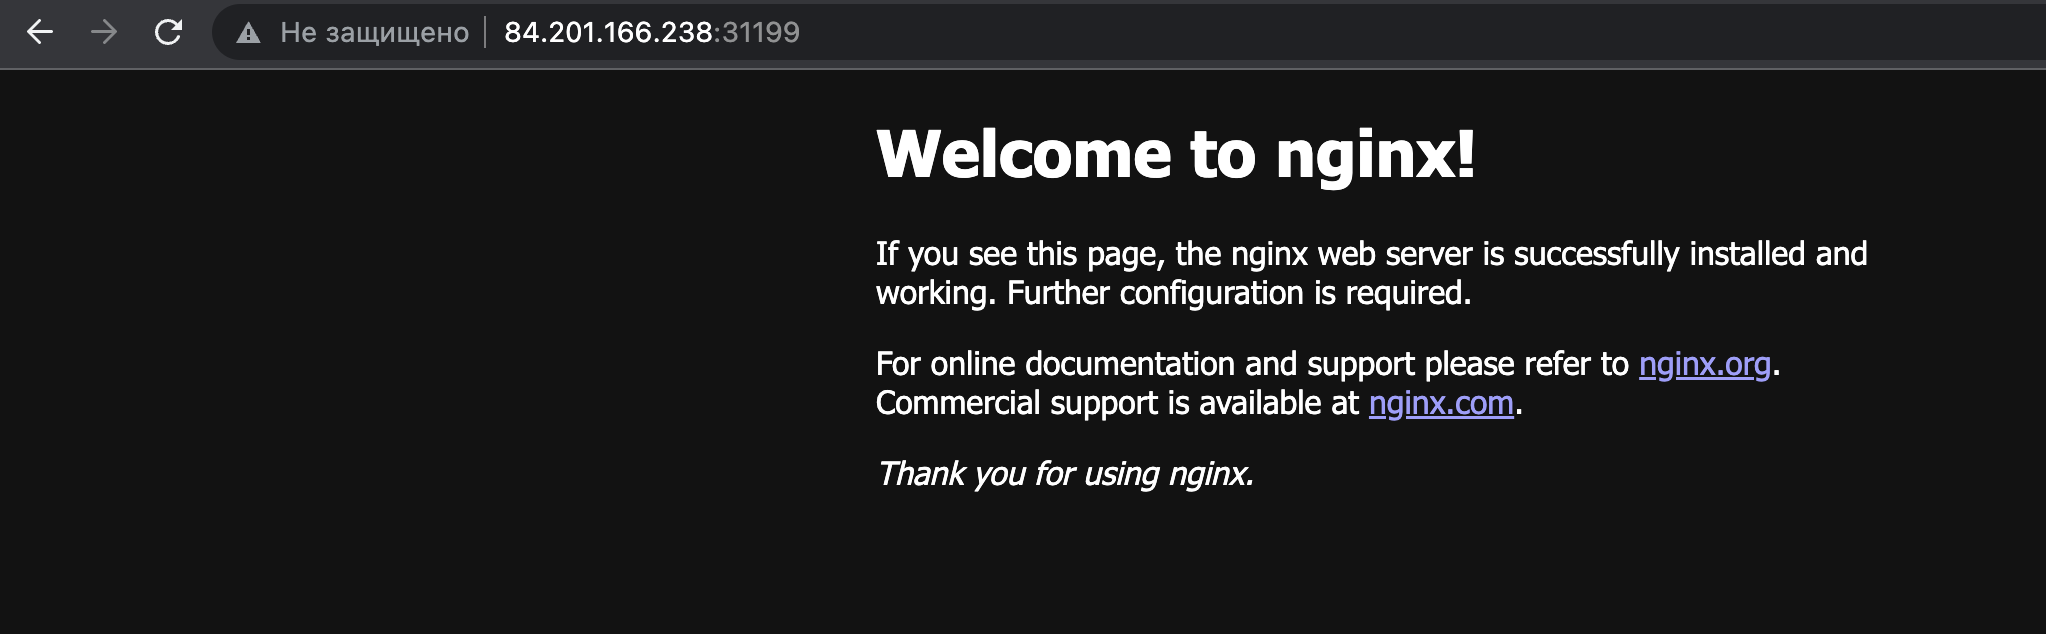 Не защищено 84.201.166.238:31199
Welcome to nginx!
If you see this page, the nginx web server is successfully installed and
working. Further configuration is required.
For online documentation and support please refer to nginx.org.
Commercial support is available at nginx.com.
Thank you for using nginx.